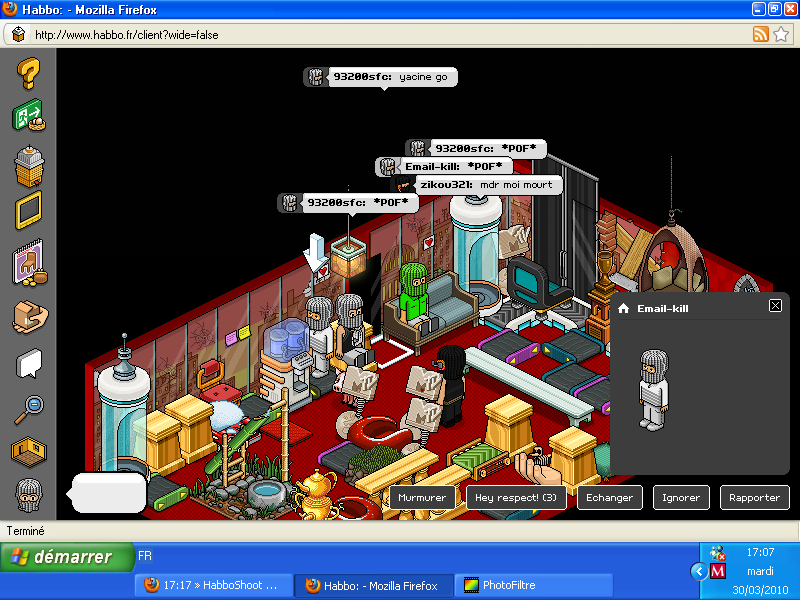 Habbo: - Mozilla Firefox
http://www.habbo.fr/client?wide=false
93200sfc: yacine go
93200sfc: *POF*
Email-kill: *POF*
zikou321: mdr moi mourt
93200sfc: *POF*
Email-kill
Murmurer
Hey respect! (3)
Echanger
Ignorer
Rapporter
Terminé
démarrer
FR
17:07
mardi
30/03/2010
17:17 » HabboShoot ...
Habbo: - Mozilla Firefox
PhotoFiltre
M